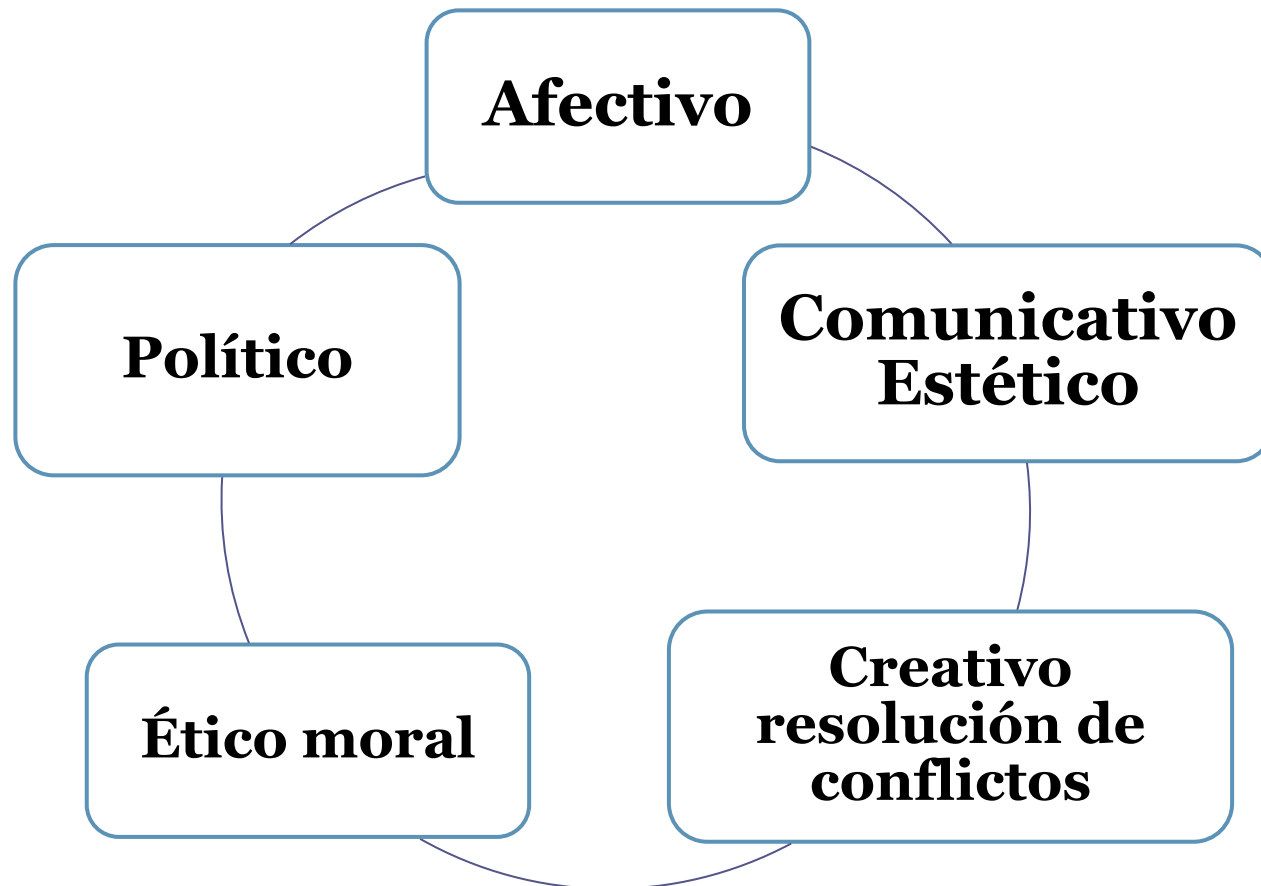 Afectivo
Comunicativo
Estético
Creativo
resolución de
conflictos
Ético moral
Político